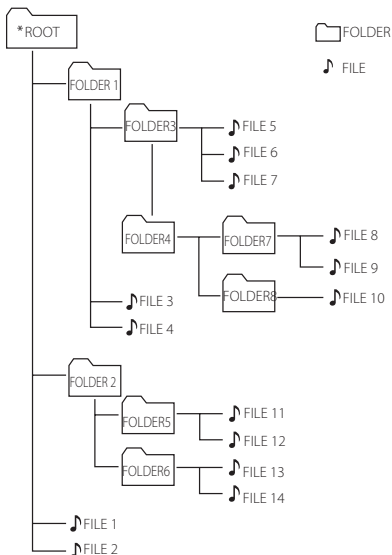 *ROOT
FOLDER
FILE
FOLDER 1
FOLDER3
FILE 5
FILE 6
FILE 7
FOLDER4
FOLDER7
FILE 8
FILE 9
FOLDER8
FILE 10
FILE 3
FILE 4
FOLDER 2
FOLDER5
FILE 11
FILE 12
FOLDER6
FILE 13
FILE 14
FILE 1
FILE 2